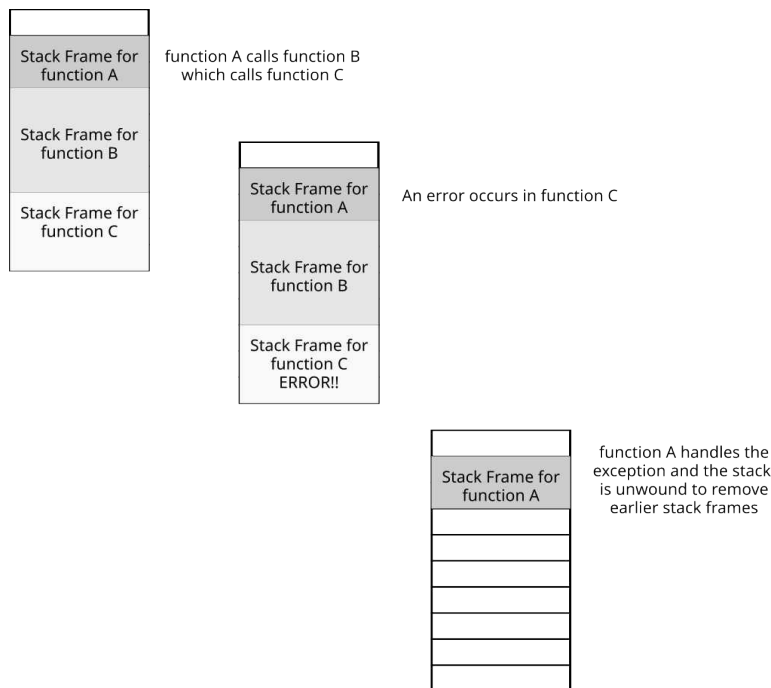 Stack Frame for
function A
function A calls function B
which calls function C
Stack Frame for
function B
Stack Frame for
function C
Stack Frame for
function A
An error occurs in function C
Stack Frame for
function B
Stack Frame for
function C
ERROR!!
Stack Frame for
function A
function A handles the
exception and the stack
is unwound to remove
earlier stack frames